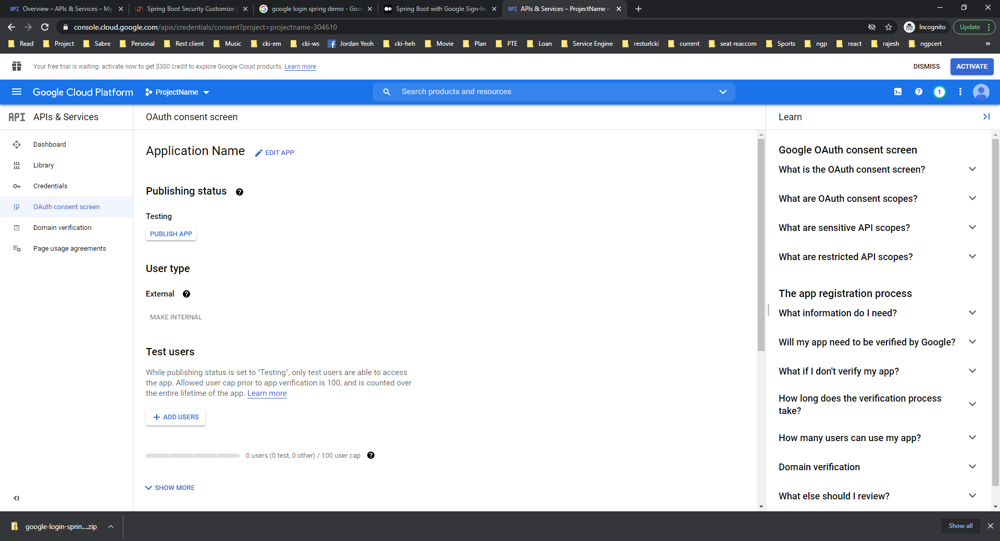 API Overview – APIs & Services – My
{J} Spring Boot Security Customize L
google login spring demo - Goog
Spring Boot with Google Sign-In.
API APIs & Services – ProjectName –
console.cloud.google.com/apis/credentials/consent?project=projectname-304610
Incognito
Update
Read
Project
Sabre
Personal
Rest client
Music
cki-em
cki-ws
Jordan Yeoh
cki-heh
Movie
Plan
PTE
Loan
Service Engine
resturlcki
current
seat reaccom
Sports
ngp
react
rajesh
ngpcert
»
Your free trial is waiting: activate now to get $300 credit to explore Google Cloud products. Learn more
DISMISS
ACTIVATE
Google Cloud Platform
ProjectName
Search products and resources
1
API APIs & Services
OAuth consent screen
Learn
Dashboard
Library
Credentials
OAuth consent screen
Domain verification
Page usage agreements
Application Name
EDIT APP
Publishing status
Testing
PUBLISH APP
User type
External
MAKE INTERNAL
Test users
While publishing status is set to "Testing", only test users are able to access
the app. Allowed user cap prior to app verification is 100, and is counted over
the entire lifetime of the app. Learn more
ADD USERS
0 users (0 test, 0 other) / 100 user cap
SHOW MORE
Google OAuth consent screen
What is the OAuth consent screen?
What are OAuth consent scopes?
What are sensitive API scopes?
What are restricted API scopes?
The app registration process
What information do I need?
Will my app need to be verified by Google?
What if I don't verify my app?
How long does the verification process
take?
How many users can use my app?
Domain verification
What else should I review?
google-login-sprin....zip
Show all